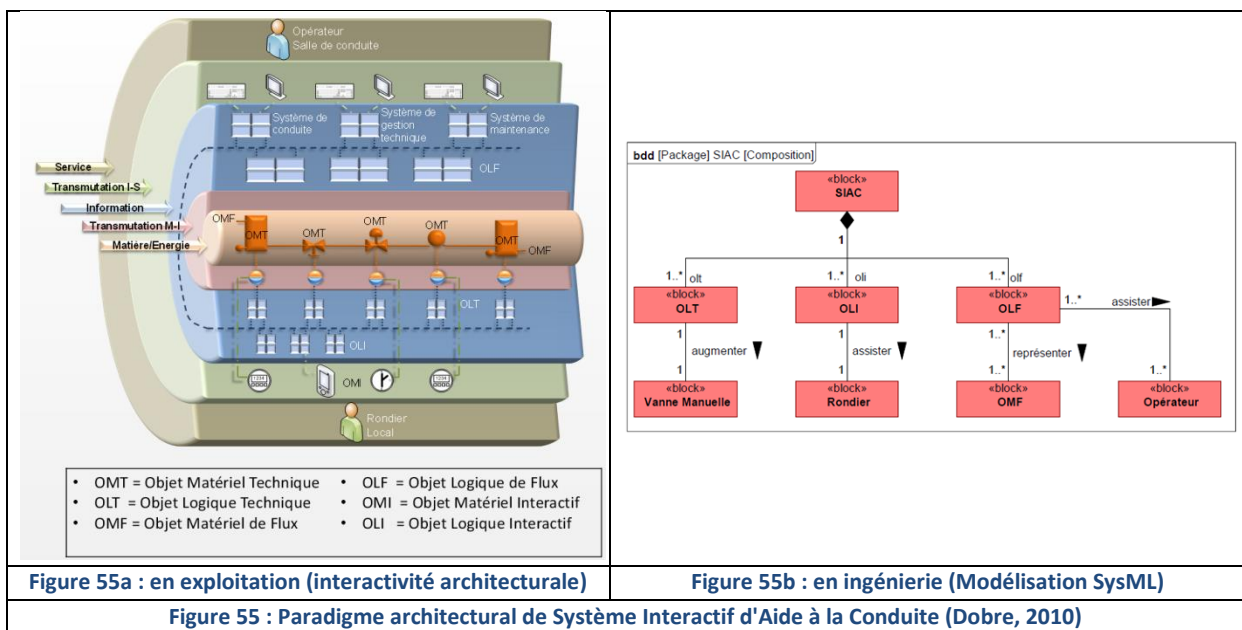 Opérateur
Salle de conduite
Système de
conduite
Système de
gestion
technique
Système de
maintenance
OLF
Service
Transmutation I-S
Information
Transmutation M-I
Matière/Energie
OMF
OMT
OMT
OMT
OMT
OMT
OMF
OLT
OLI
OMI
Rondier
Local
• OMT = Objet Matériel Technique
• OLT = Objet Logique Technique
• OMF = Objet Matériel de Flux
• OLF = Objet Logique de Flux
• OMI = Objet Matériel Interactif
• OLI = Objet Logique Interactif
bdd [Package] SIAC [Composition]
«block»
SIAC
1
1..* olt
1..* oli
1..* olf
«block»
OLT
«block»
OLI
«block»
OLF
1..* assister
1
augmenter
1
1
assister
1
1..*
représenter
1..*
1..*
«block»
Vanne Manuelle
«block»
Rondier
«block»
OMF
«block»
Opérateur
Figure 55a : en exploitation (interactivité architecturale)
Figure 55b : en ingénierie (Modélisation SysML)
Figure 55 : Paradigme architectural de Système Interactif d'Aide à la Conduite (Dobre, 2010)